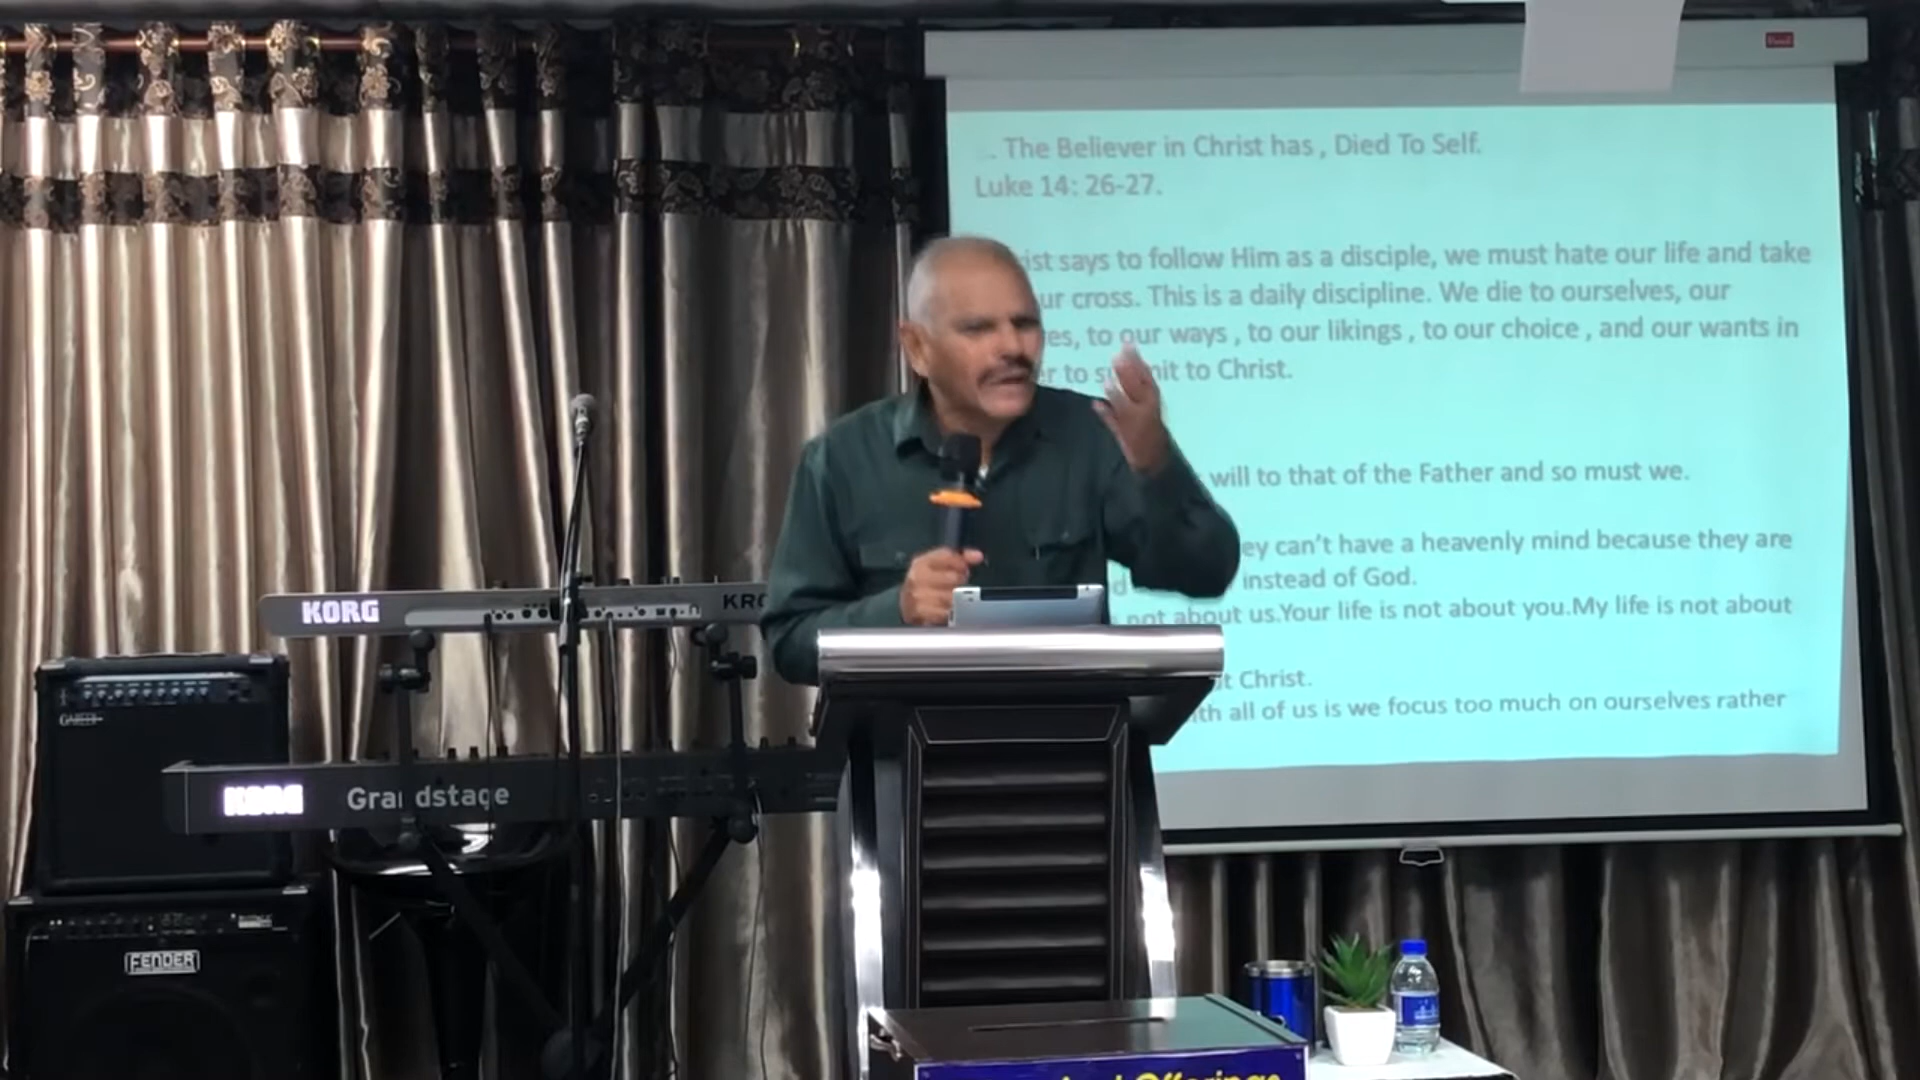 The Believer in Christ has , Died To Self.
Luke 14: 26-27.
says to follow Him as a disciple, we must hate our life and take
cross. This is a daily discipline. We die to ourselves, our
to our ways , to our likings , to our choice , and our wants in
to Christ.
will to that of the Father and so must we.
can't have a heavenly mind because they are
instead of God.
not about us.Your life is not about you.My life is not about
Christ.
all of us is we focus too much on ourselves rather
KORG
KORG
Grandstage
FENDER
Offerings